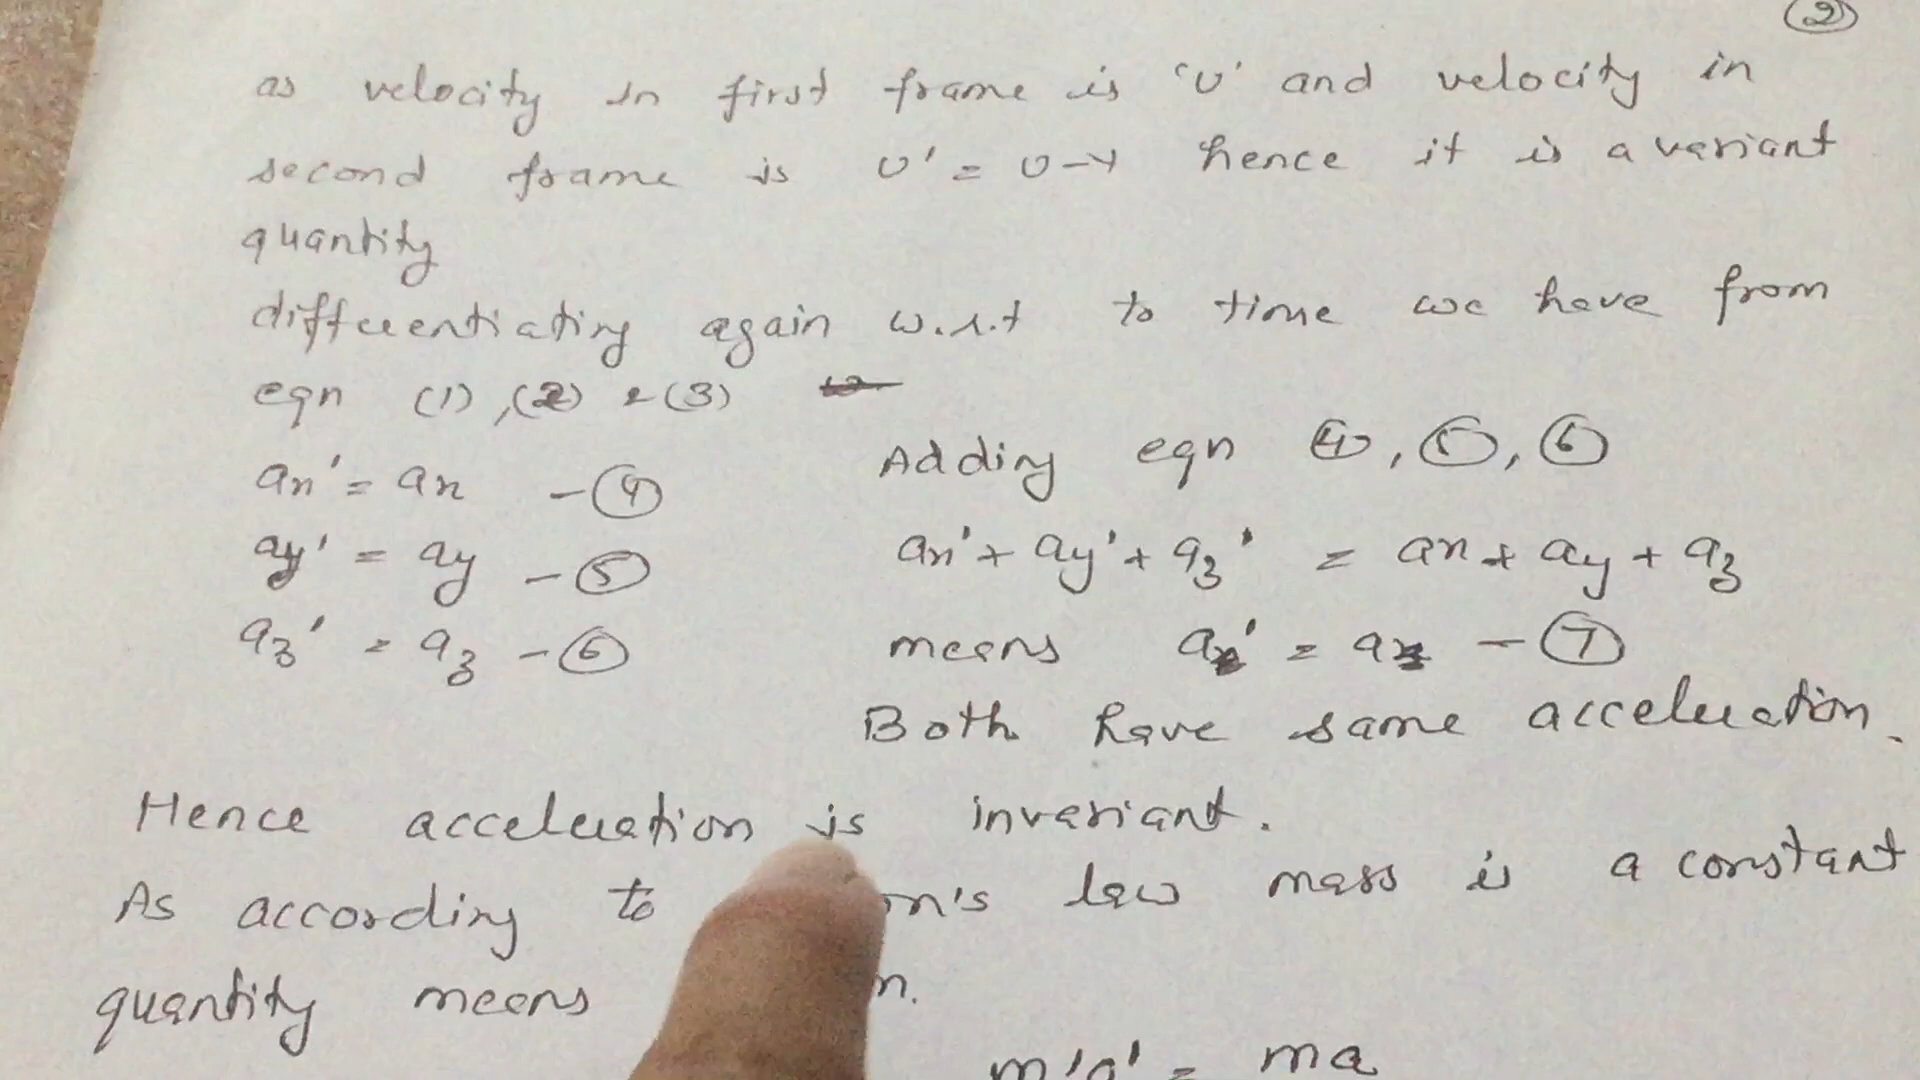 ②
as velocity in first frame is 'u' and velocity in
second frame is u' = u-v hence it is a variant
quantity
differentiating again w.r.t to time we have from
eqn (1), (2) & (3)
ax' = ax - ④
ay' = ay - ⑤
az' = az - ⑥
Adding eqn ④, ⑤, ⑥
ax' + ay' + az' = ax + ay + az
means a' = a - ⑦
Both have same acceleration.
Hence acceleration is invariant.
As according to law mass is a constant
quantity means
m'a' = ma